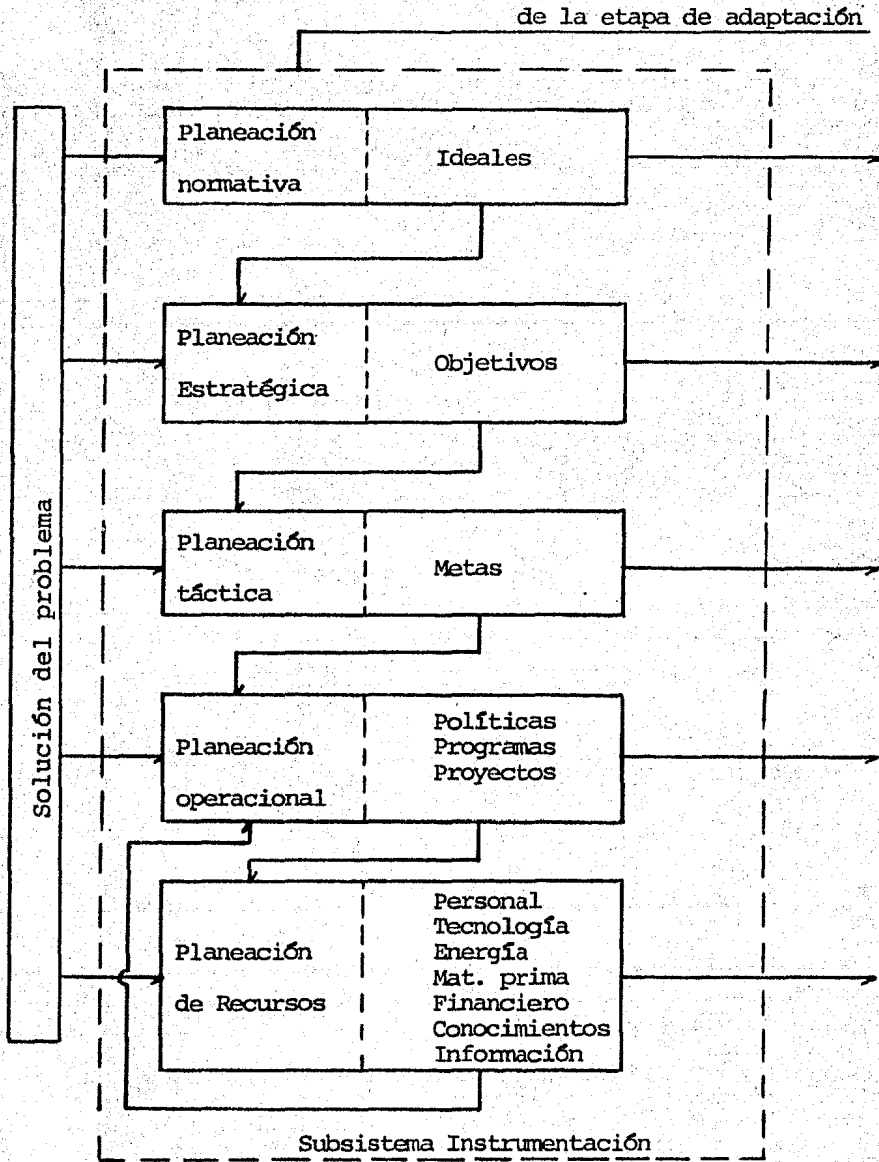 de la etapa de adaptación
Solución del problema
Planeación
normativa
Ideales
Planeación
Estratégica
Objetivos
Planeación
táctica
Metas
Planeación
operacional
Políticas
Programas
Proyectos
Planeación
de Recursos
Personal
Tecnología
Energía
Mat. prima
Financiero
Conocimientos
Información
Subsistema Instrumentación